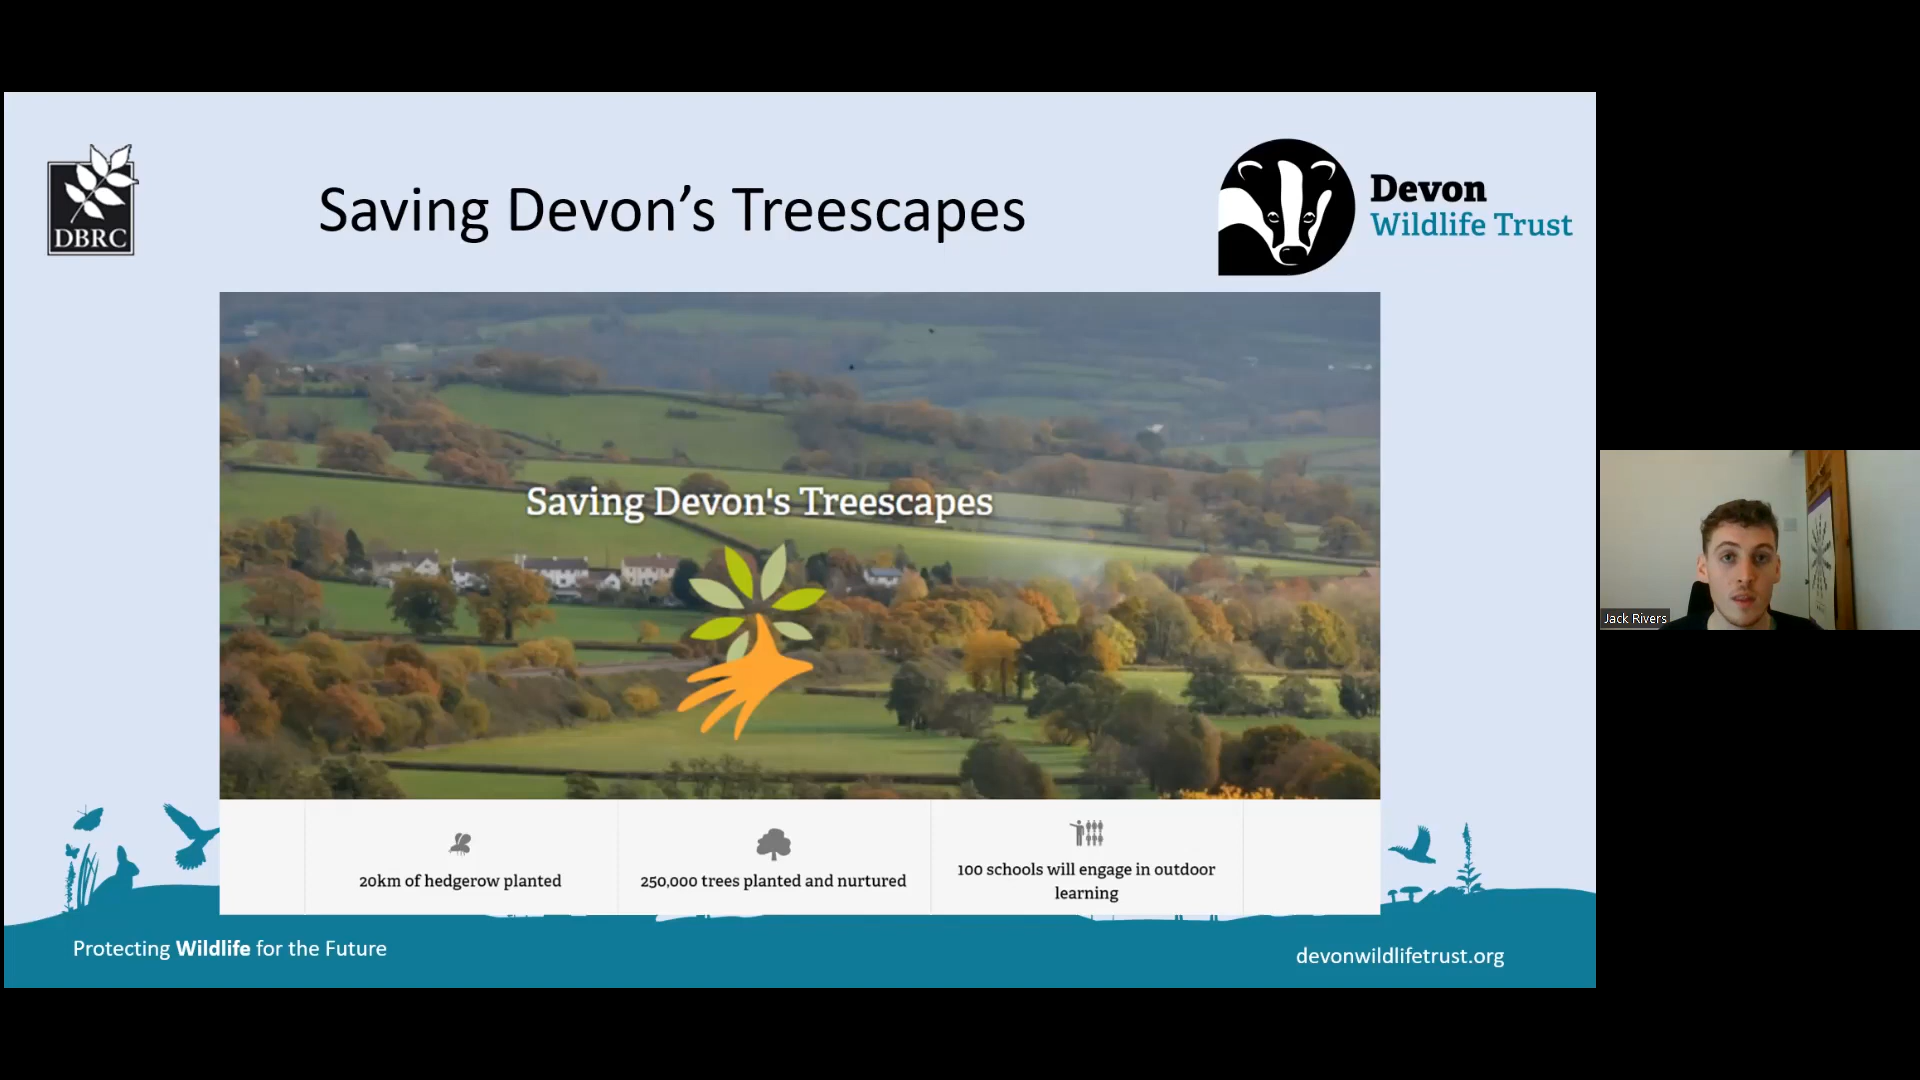 DBRC
Saving Devon’s Treescapes
Devon
Wildlife Trust
Saving Devon's Treescapes
20km of hedgerow planted
250,000 trees planted and nurtured
100 schools will engage in outdoor
learning
Protecting Wildlife for the Future
devonwildlifetrust.org
Jack Rivers